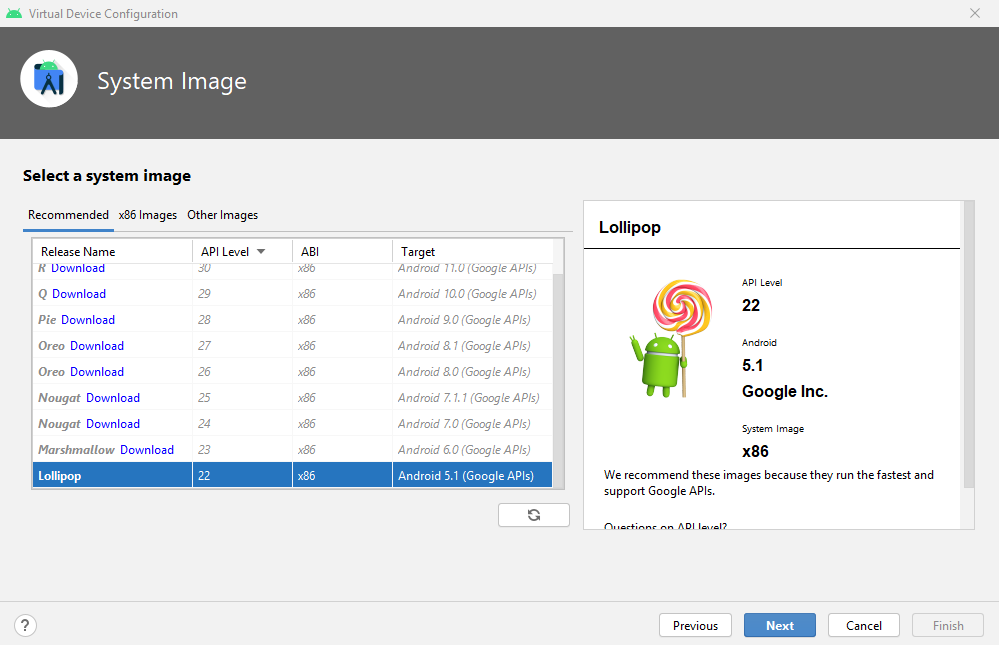 Virtual Device Configuration
System Image
Select a system image
Recommended x86 Images Other Images
Release Name API Level ABI Target
R Download 30 x86 Android 11.0 (Google APIs)
Q Download 29 x86 Android 10.0 (Google APIs)
Pie Download 28 x86 Android 9.0 (Google APIs)
Oreo Download 27 x86 Android 8.1 (Google APIs)
Oreo Download 26 x86 Android 8.0 (Google APIs)
Nougat Download 25 x86 Android 7.1.1 (Google APIs)
Nougat Download 24 x86 Android 7.0 (Google APIs)
Marshmallow Download 23 x86 Android 6.0 (Google APIs)
Lollipop 22 x86 Android 5.1 (Google APIs)
Lollipop
API Level
22
Android
5.1
Google Inc.
System Image
x86
We recommend these images because they run the fastest and
support Google APIs.
Questions on API level?
? Previous Next Cancel Finish